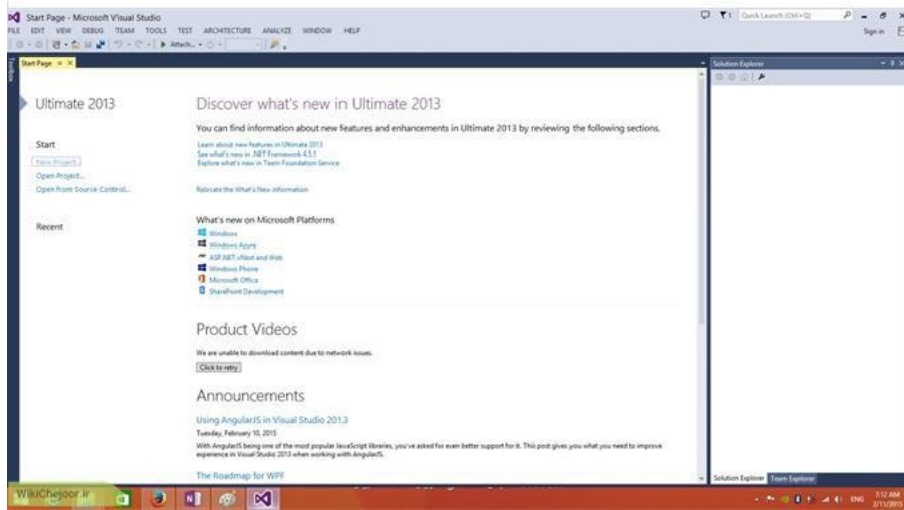 Start Page - Microsoft Visual Studio
Quick Launch (Ctrl+Q)
FILE EDIT VIEW DEBUG TEAM TOOLS TEST ARCHITECTURE ANALYZE WINDOW HELP
Sign in
Attach...
Toolbox
Start Page
Solution Explorer
Ultimate 2013
Start
New Project...
Open Project...
Open from Source Control...
Recent
Discover what's new in Ultimate 2013
You can find information about new features and enhancements in Ultimate 2013 by reviewing the following sections.
Learn about new features in Ultimate 2013
See what's new in .NET Framework 4.5.1
Explore what's new in Team Foundation Service
Relocate the What's New information
What's new on Microsoft Platforms
Windows
Windows Azure
ASP.NET vNext and Web
Windows Phone
Microsoft Office
SharePoint Development
Product Videos
We are unable to download content due to network issues.
Click to retry
Announcements
Using AngularJS in Visual Studio 2013
Tuesday, February 10, 2015
With AngularJS being one of the most popular JavaScript libraries, you've asked for even better support for it. This post gives you what you need to improve
experience in Visual Studio 2013 when working with AngularJS.
The Roadmap for WPF
Solution Explorer Team Explorer
WikiChejoor.ir
ENG
7:12 AM
2/11/2015